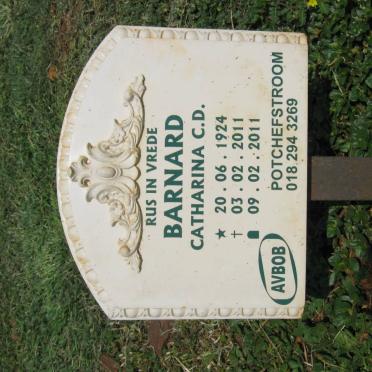 RUS IN VREDE
BARNARD
CATHARINA C.D.
★ 20 . 06 . 1924
† 03 . 02 . 2011
09 . 02 . 2011
AVBOB
POTCHEFSTROOM
018 294 3269